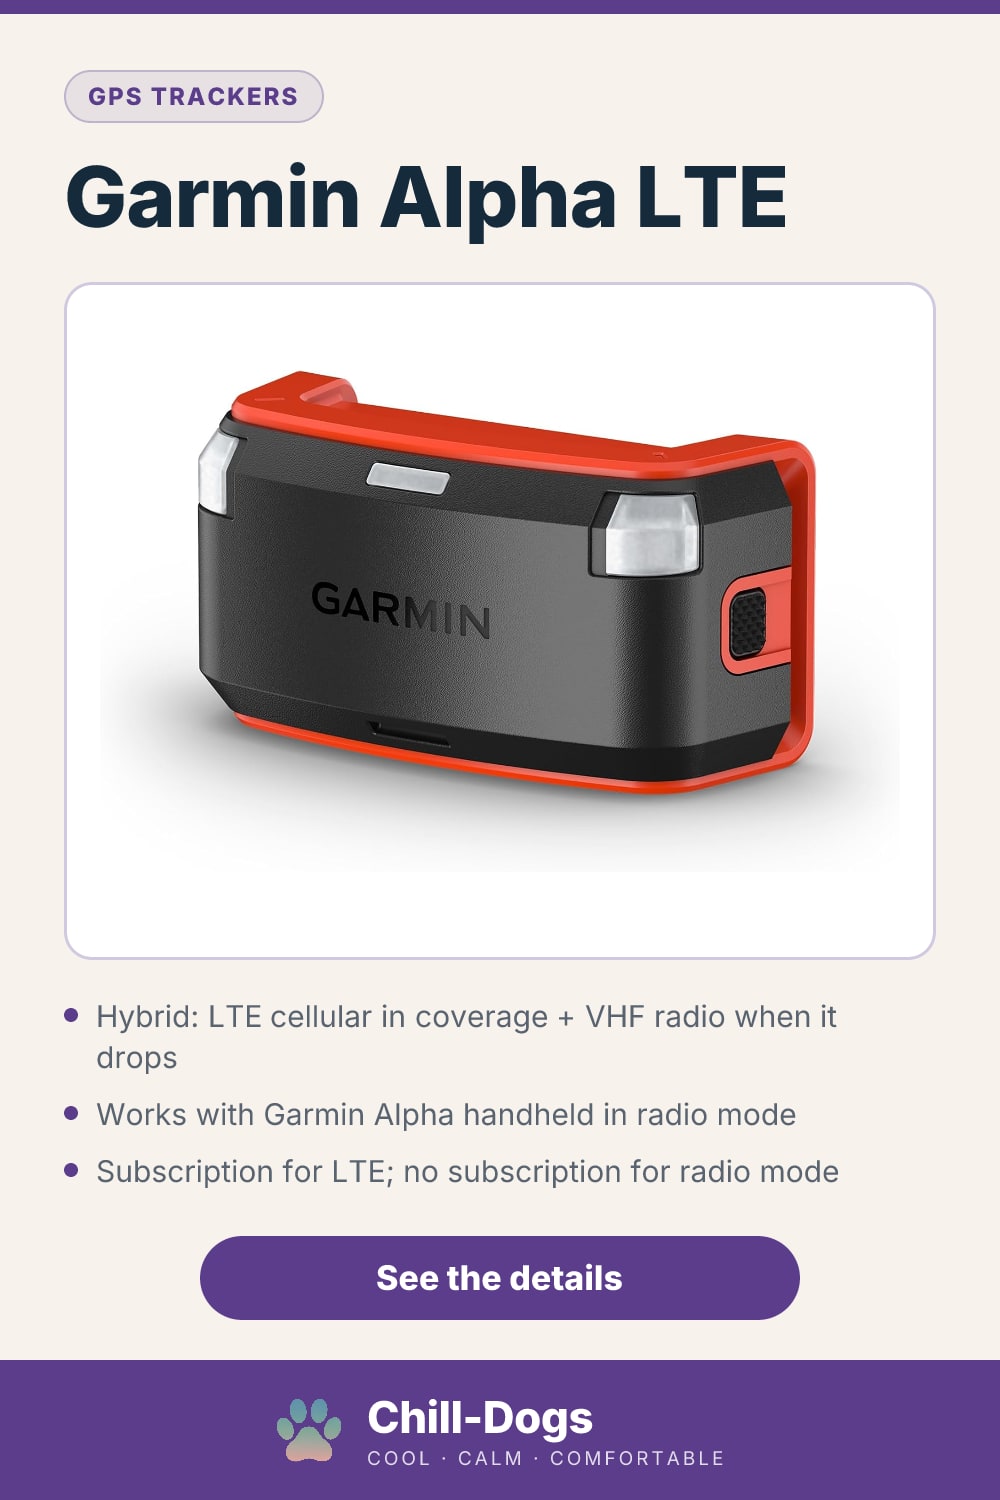 GPS TRACKERS
Garmin Alpha LTE
GARMIN
Hybrid: LTE cellular in coverage + VHF radio when it
drops
Works with Garmin Alpha handheld in radio mode
Subscription for LTE; no subscription for radio mode
See the details
Chill-Dogs
COOL · CALM · COMFORTABLE